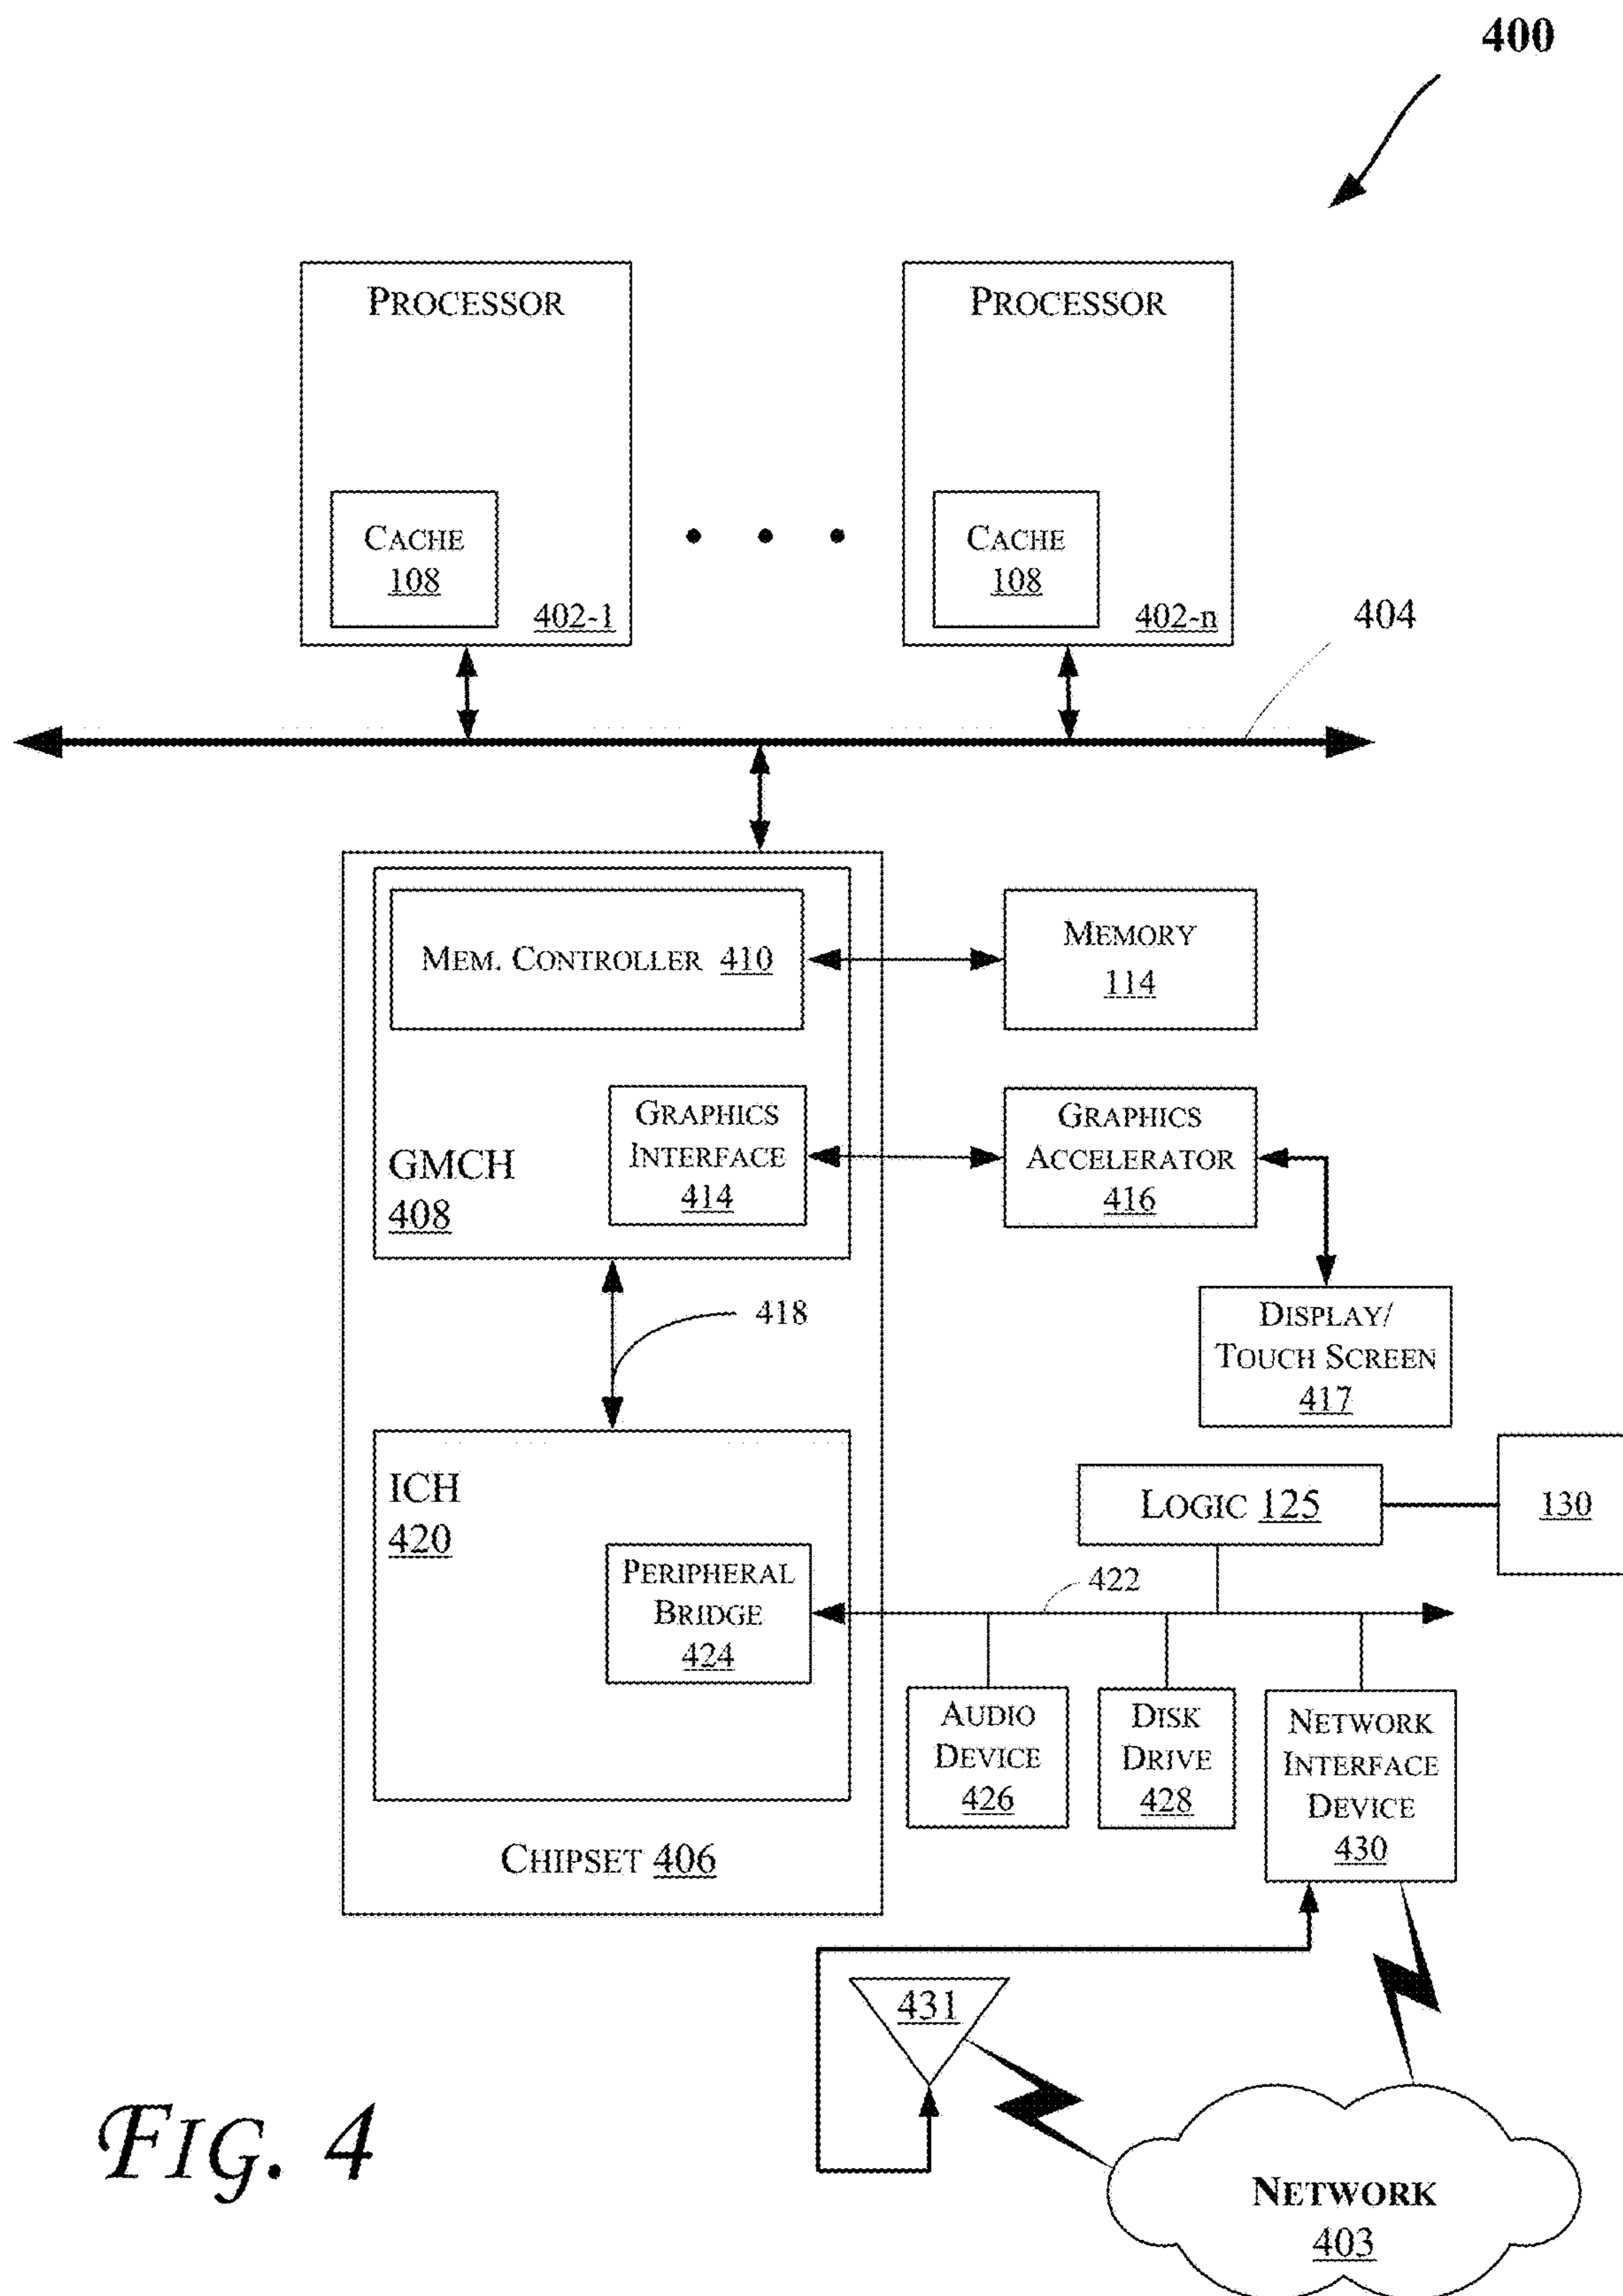 400
PROCESSOR
CACHE
108
402-1
PROCESSOR
CACHE
108
402-n
404
MEM. CONTROLLER 410
MEMORY
114
GRAPHICS
INTERFACE
414
GMCH
408
GRAPHICS
ACCELERATOR
416
418
DISPLAY/
TOUCH SCREEN
417
ICH
420
LOGIC 125
130
PERIPHERAL
BRIDGE
424
422
AUDIO
DEVICE
426
DISK
DRIVE
428
NETWORK
INTERFACE
DEVICE
430
CHIPSET 406
431
NETWORK
403
FIG. 4